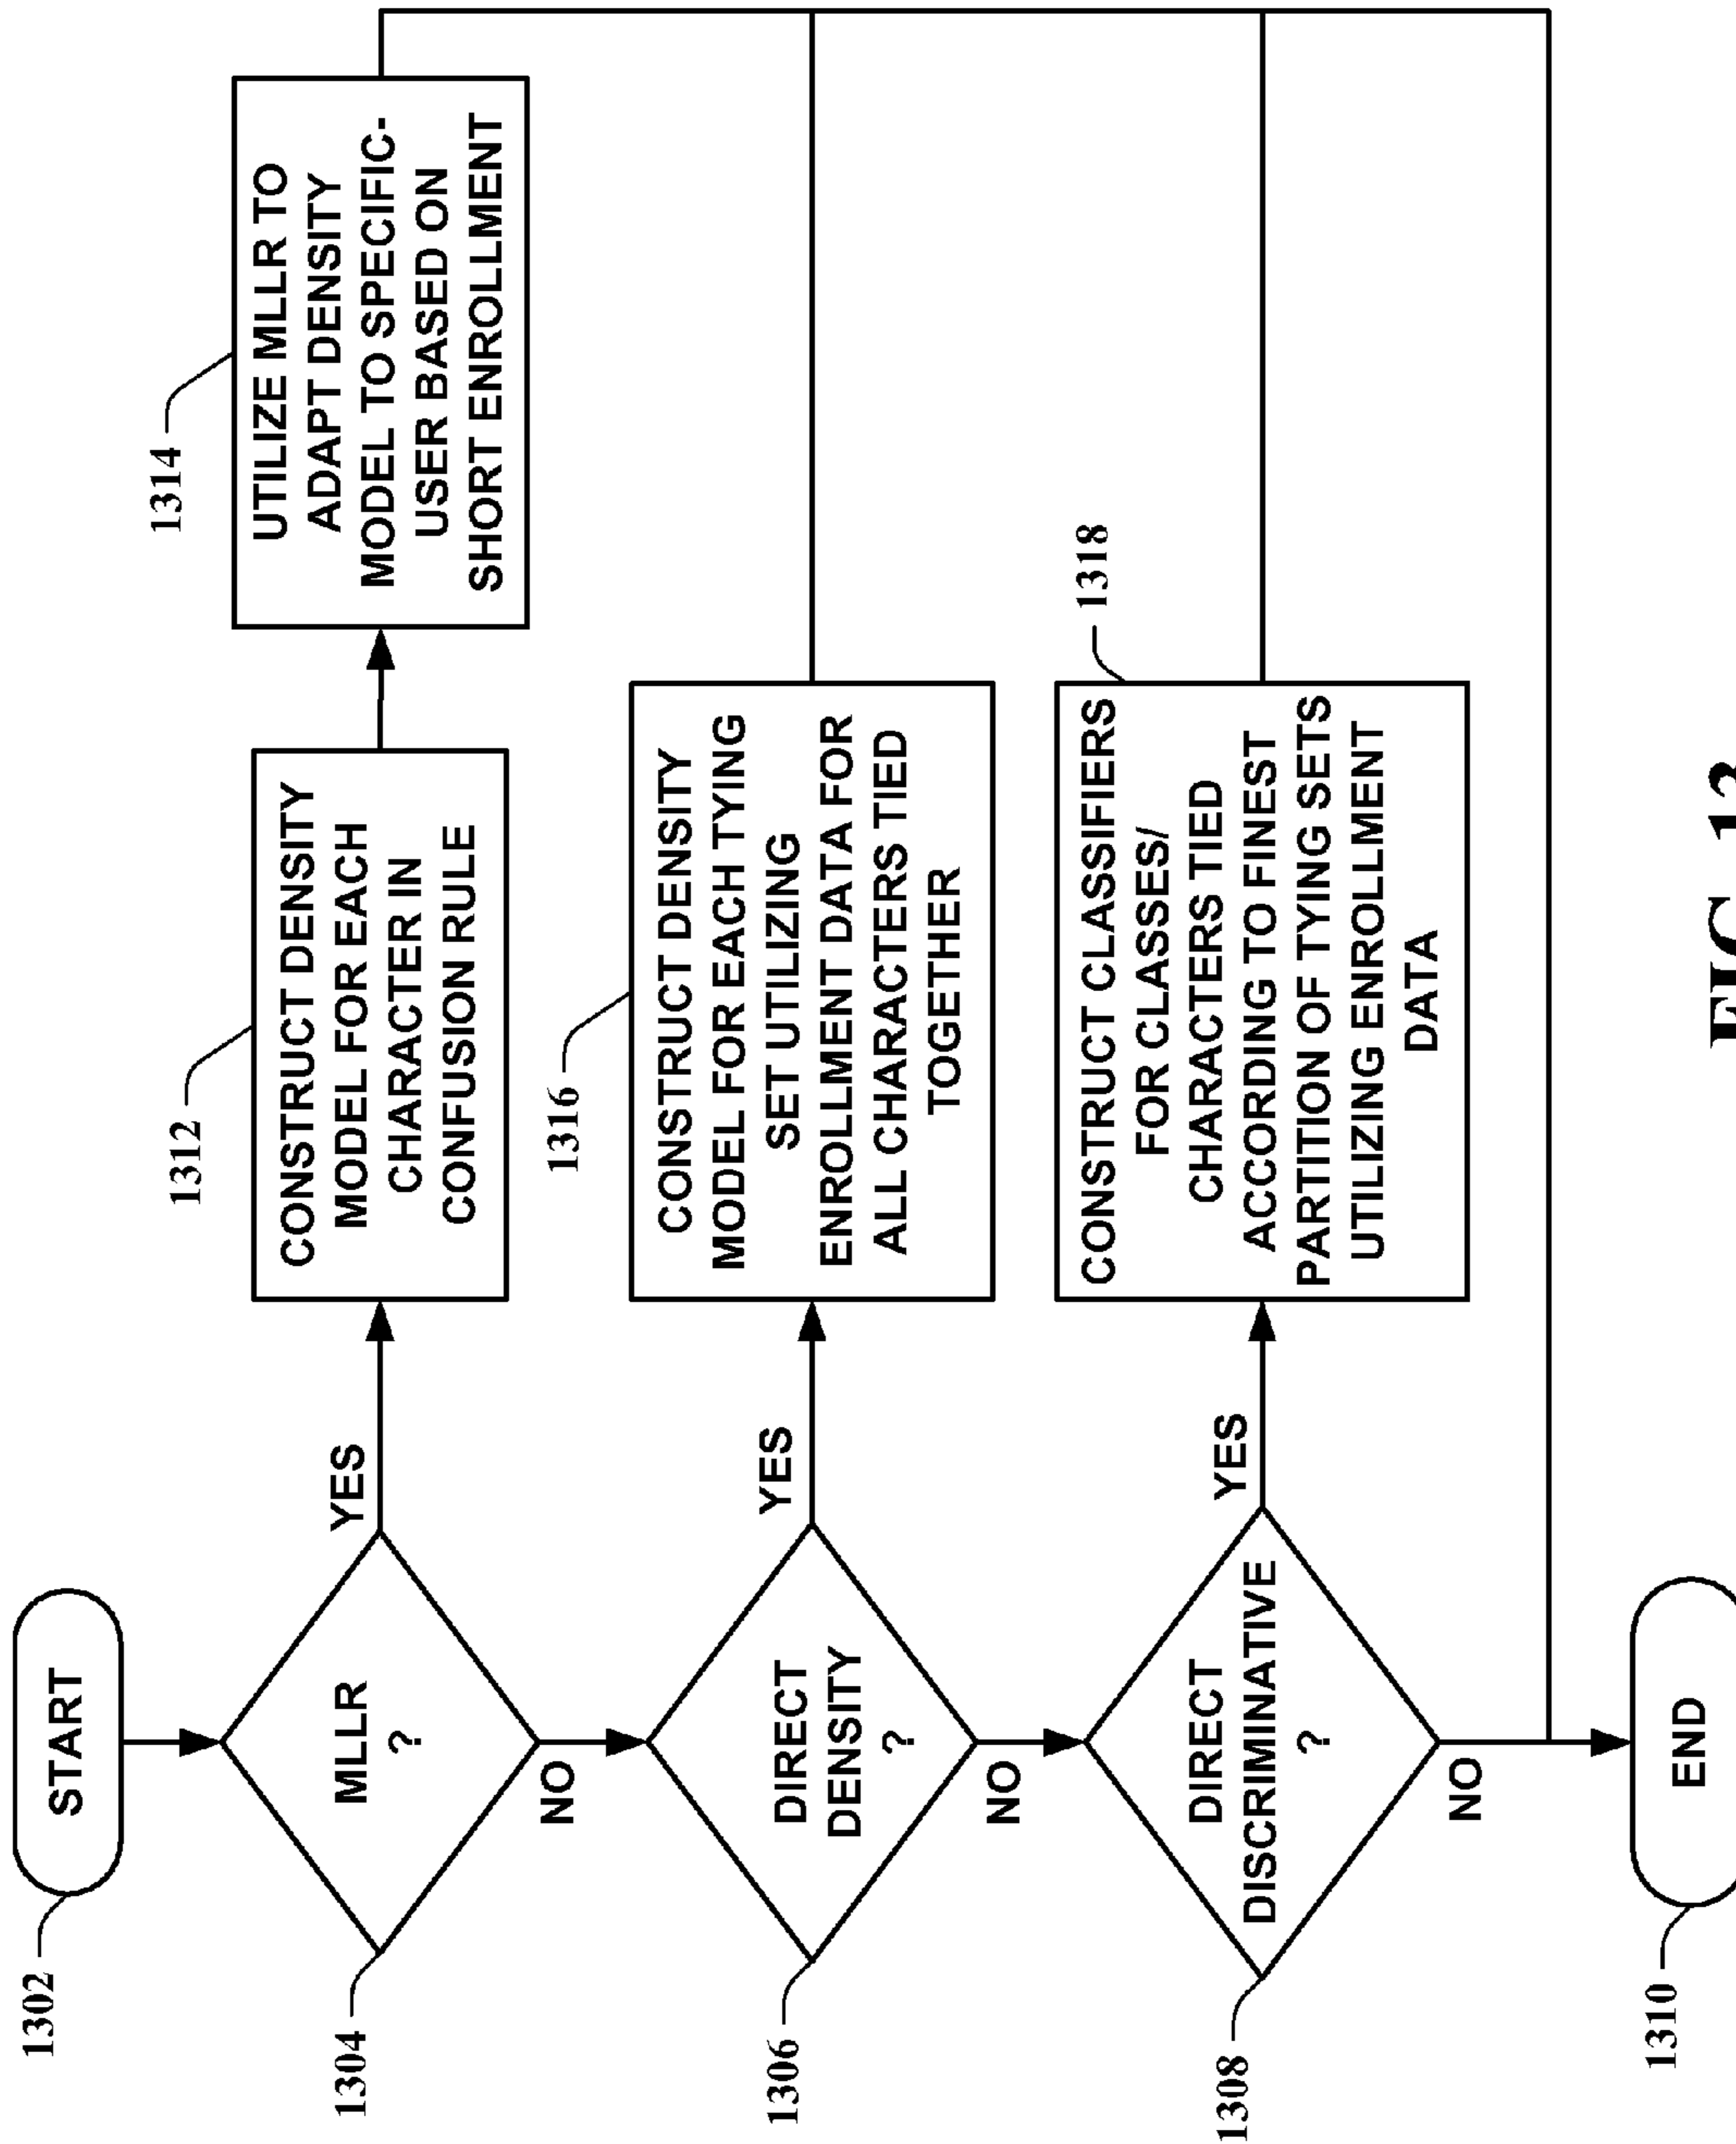 1302
START
1304
MLLR
?
YES
NO
1312
CONSTRUCT DENSITY
MODEL FOR EACH
CHARACTER IN
CONFUSION RULE
1314
UTILIZE MLLR TO
ADAPT DENSITY
MODEL TO SPECIFIC-
USER BASED ON
SHORT ENROLLMENT
1306
DIRECT
DENSITY
?
YES
NO
1316
CONSTRUCT DENSITY
MODEL FOR EACH TYING
SET UTILIZING
ENROLLMENT DATA FOR
ALL CHARACTERS TIED
TOGETHER
1308
DIRECT
DISCRIMINATIVE
?
YES
NO
1318
CONSTRUCT CLASSIFIERS
FOR CLASSES/
CHARACTERS TIED
ACCORDING TO FINEST
PARTITION OF TYING SETS
UTILIZING ENROLLMENT
DATA
1310
END
FIG. 13